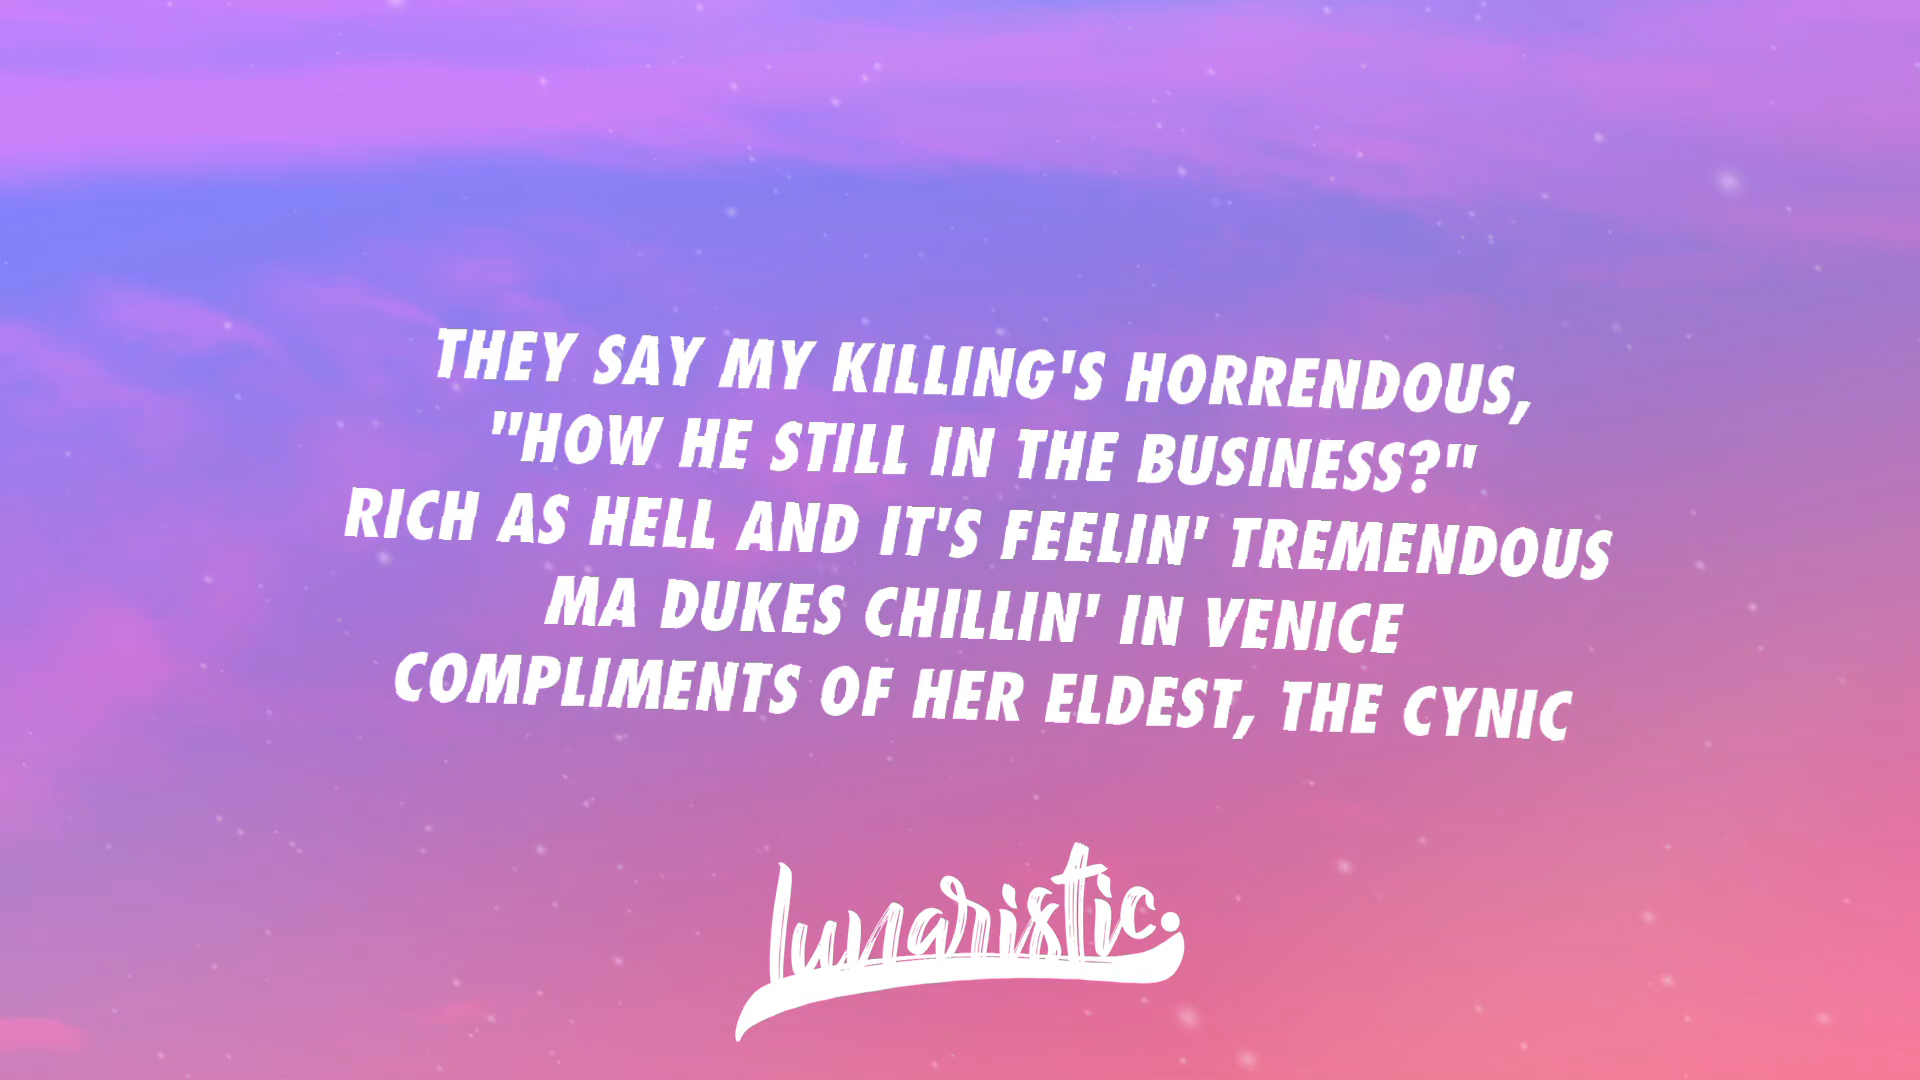 THEY SAY MY KILLING'S HORRENDOUS,
"HOW HE STILL IN THE BUSINESS?"
RICH AS HELL AND IT'S FEELIN' TREMENDOUS
MA DUKES CHILLIN' IN VENICE
COMPLIMENTS OF HER ELDEST, THE CYNIC
lunaristic.